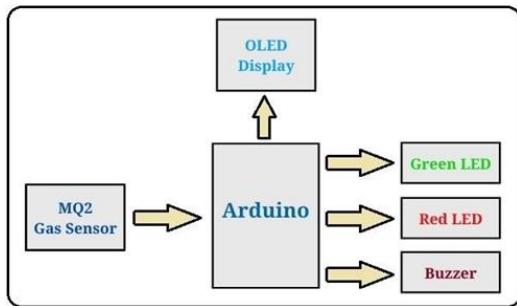 OLED
Display
Green LED
MQ2
Gas Sensor
Arduino
Red LED
Buzzer